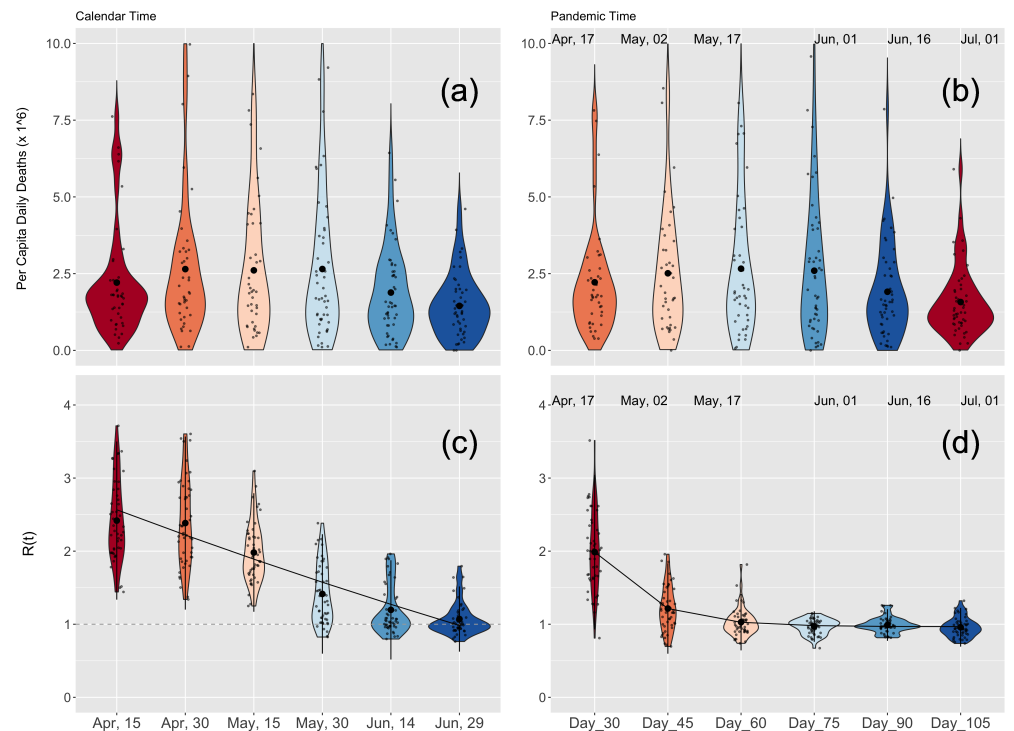 Calendar Time
Pandemic Time
Per Capita Daily Deaths (x 1^6)
10.0
7.5
5.0
2.5
0.0
(a)
10.0
7.5
5.0
2.5
0.0
Apr, 17 May, 02 May, 17 Jun, 01 Jun, 16 Jul, 01
(b)
R(t)
4
3
2
1
0
(c)
Apr, 15 Apr, 30 May, 15 May, 30 Jun, 14 Jun, 29
4
3
2
1
0
Apr, 17 May, 02 May, 17 Jun, 01 Jun, 16 Jul, 01
(d)
Day_30 Day_45 Day_60 Day_75 Day_90 Day_105